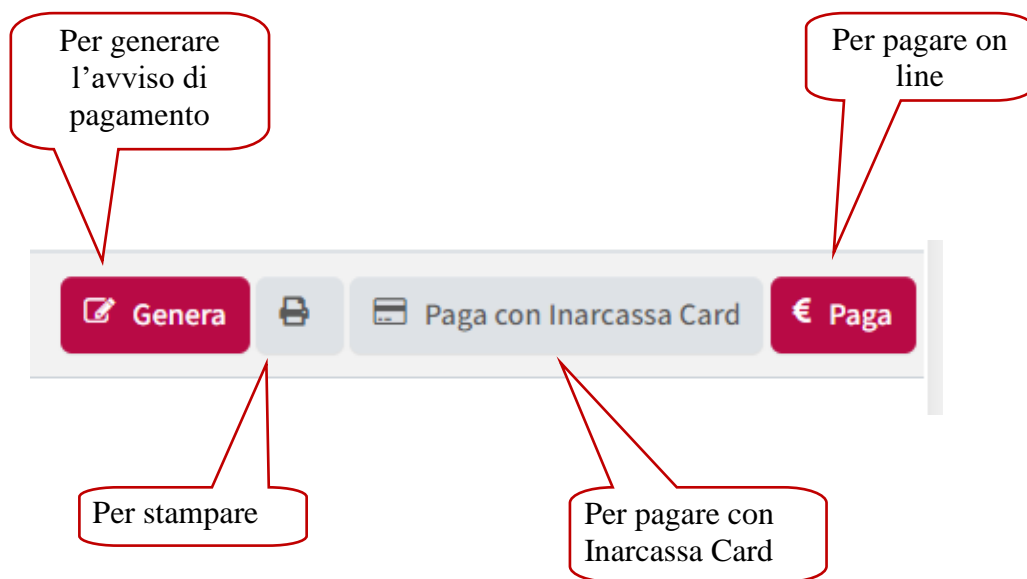 Per generare
l’avviso di
pagamento
Per pagare on
line
Genera
Paga con Inarcassa Card
€ Paga
Per stampare
Per pagare con
Inarcassa Card